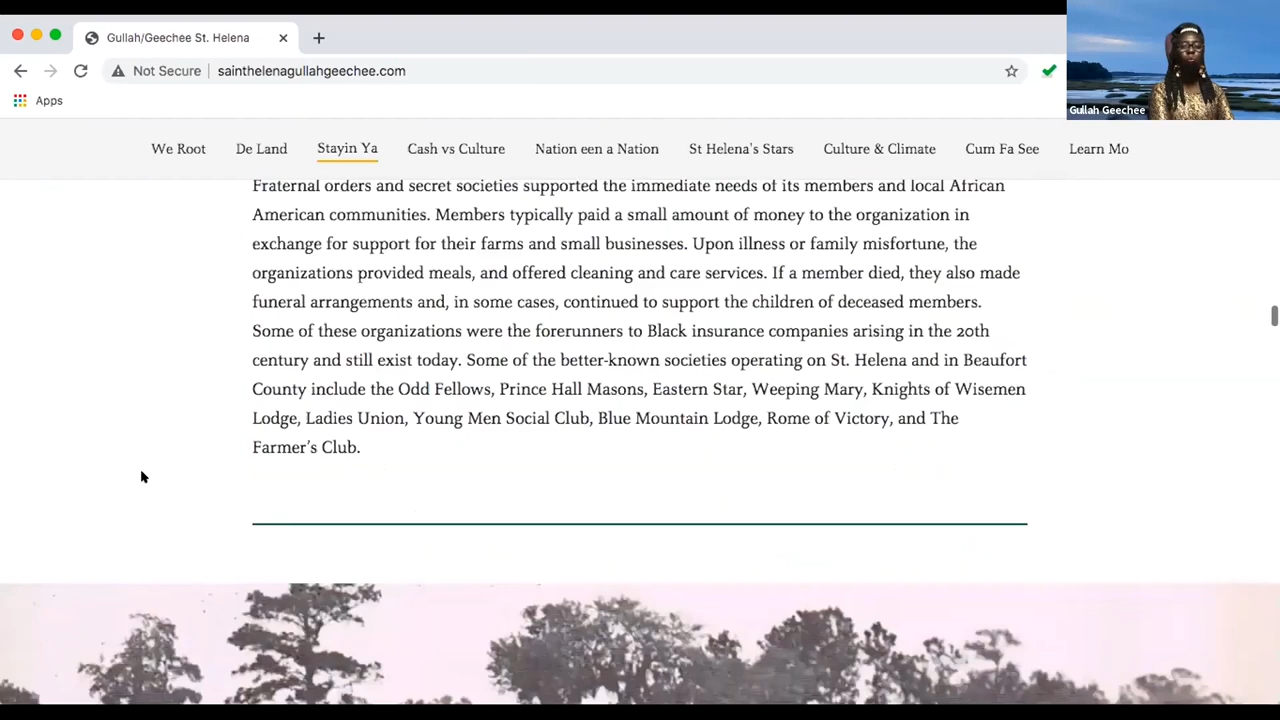 Gullah/Geechee St. Helena
Not Secure
sainthelenagullahgeechee.com
Apps
Gullah Geechee
We Root
De Land
Stayin Ya
Cash vs Culture
Nation een a Nation
St Helena's Stars
Culture & Climate
Cum Fa See
Learn Mo
Fraternal orders and secret societies supported the immediate needs of its members and local African
American communities. Members typically paid a small amount of money to the organization in
exchange for support for their farms and small businesses. Upon illness or family misfortune, the
organizations provided meals, and offered cleaning and care services. If a member died, they also made
funeral arrangements and, in some cases, continued to support the children of deceased members.
Some of these organizations were the forerunners to Black insurance companies arising in the 20th
century and still exist today. Some of the better-known societies operating on St. Helena and in Beaufort
County include the Odd Fellows, Prince Hall Masons, Eastern Star, Weeping Mary, Knights of Wisemen
Lodge, Ladies Union, Young Men Social Club, Blue Mountain Lodge, Rome of Victory, and The
Farmer’s Club.